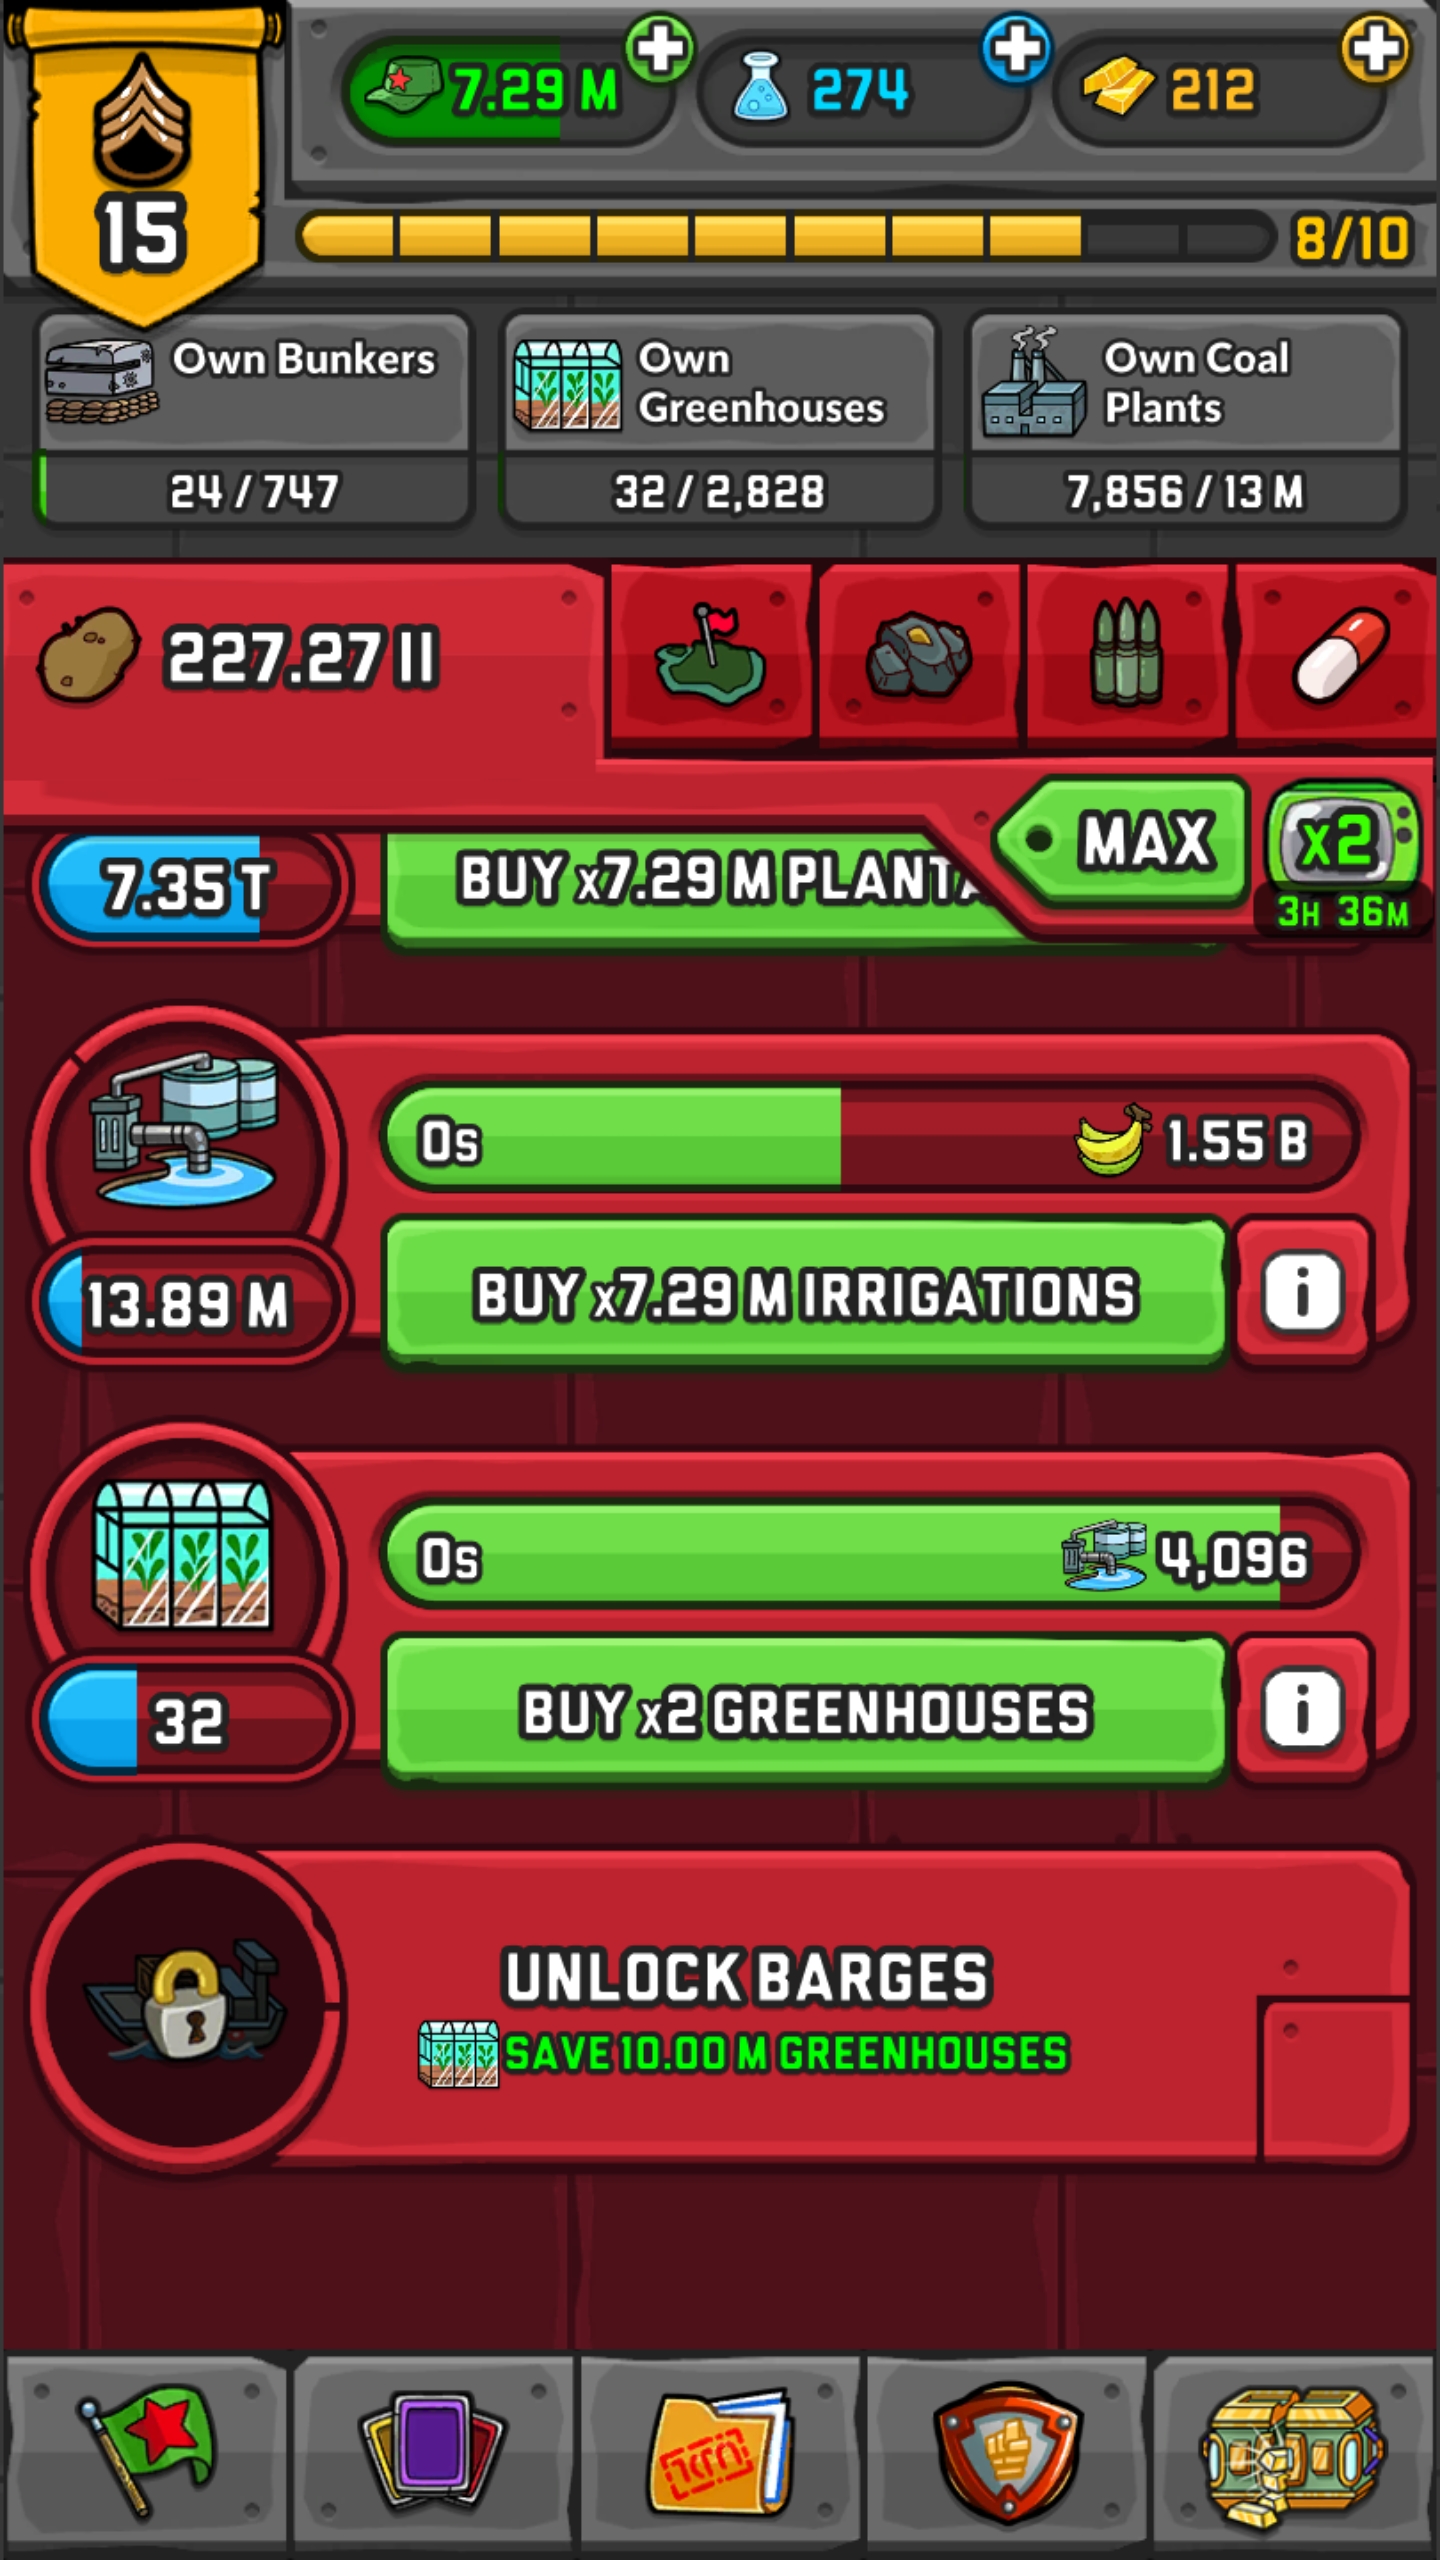 7.29 M
274
212
15
8/10
Own Bunkers
24 / 747
Own
Greenhouses
32 / 2,828
Own Coal
Plants
7,856 / 13 M
227.27 II
MAX
x2
3H 36M
7.35 T
BUY x7.29 M
0s
1.55 B
13.89 M
BUY x7.29 M IRRIGATIONS
i
0s
4,096
32
BUY x2 GREENHOUSES
i
UNLOCK BARGES
SAVE 10.00 M GREENHOUSES